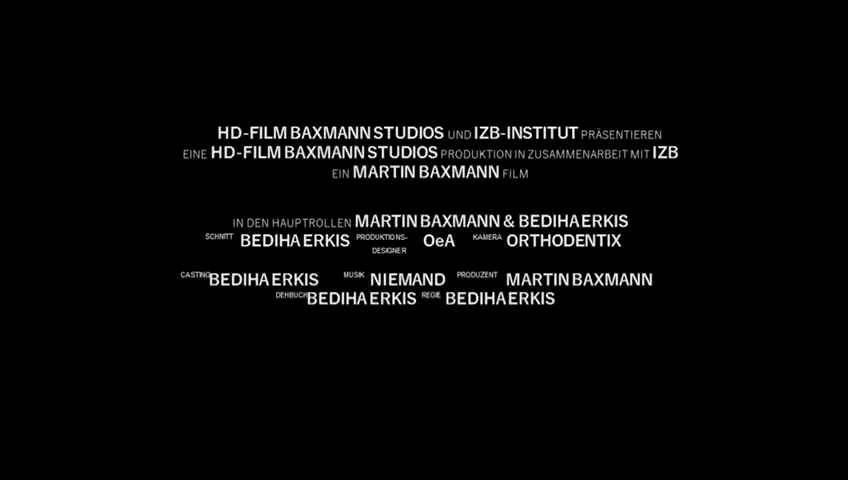 HD-FILM BAXMANN STUDIOS UND IZB-INSTITUT PRÄSENTIEREN
EINE HD-FILM BAXMANN STUDIOS PRODUKTION IN ZUSAMMENARBEIT MIT IZB
EIN MARTIN BAXMANN FILM
IN DEN HAUPTROLLEN MARTIN BAXMANN & BEDIHA ERKIS
SCHNITT BEDIHA ERKIS PRODUKTIONS-DESIGNER OeA KAMERA ORTHODENTIX
CASTING BEDIHA ERKIS MUSIK NIEMAND PRODUZENT MARTIN BAXMANN
DEHBUCH BEDIHA ERKIS REGIE BEDIHA ERKIS